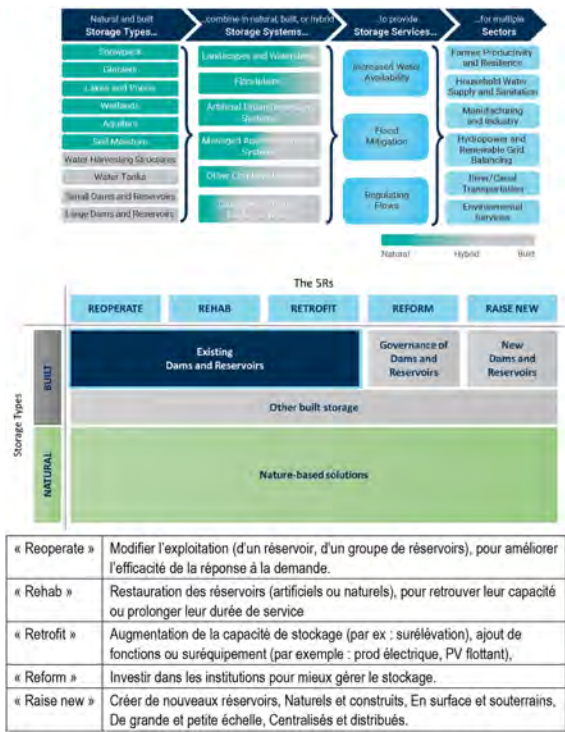 Natural and built
Storage Types...
...combine in natural, built, or hybrid
Storage Systems...
...to provide
Storage Services...
...for multiple
Sectors
Snowpack
Glaciers
Lakes and Ponds
Wetlands
Aquifers
Soil Moisture
Water Harvesting Structures
Water Tanks
Small Dams and Reservoirs
Large Dams and Reservoirs
Landscapes and Watersheds
Floodplains
Systems
Systems
Increased Water
Availability
Flood
Mitigation
Regulating
Flows
Farmer Productivity
and Resilience
Household Water
Supply and Sanitation
Manufacturing
and Industry
Hydropower and
Renewable Grid
Balancing
River/Canal
Transportation
Environmental
Services
Natural
Hybrid
Built
The 5Rs
REOPERATE
REHAB
RETROFIT
REFORM
RAISE NEW
Storage Types
BUILT
NATURAL
Existing
Dams and Reservoirs
Governance of
Dams and
Reservoirs
New
Dams and
Reservoirs
Other built storage
Nature-based solutions
« Reoperate »
Modifier l'exploitation (d'un réservoir, d'un groupe de réservoirs), pour améliorer
l'efficacité de la réponse à la demande.
« Rehab »
Restauration des réservoirs (artificiels ou naturels), pour retrouver leur capacité
ou prolonger leur durée de service
« Retrofit »
Augmentation de la capacité de stockage (par ex : surélévation), ajout de
fonctions ou suréquipement (par exemple : prod électrique, PV flottant),
« Reform »
Investir dans les institutions pour mieux gérer le stockage.
« Raise new »
Créer de nouveaux réservoirs, Naturels et construits, En surface et souterrains,
De grande et petite échelle, Centralisés et distribués.